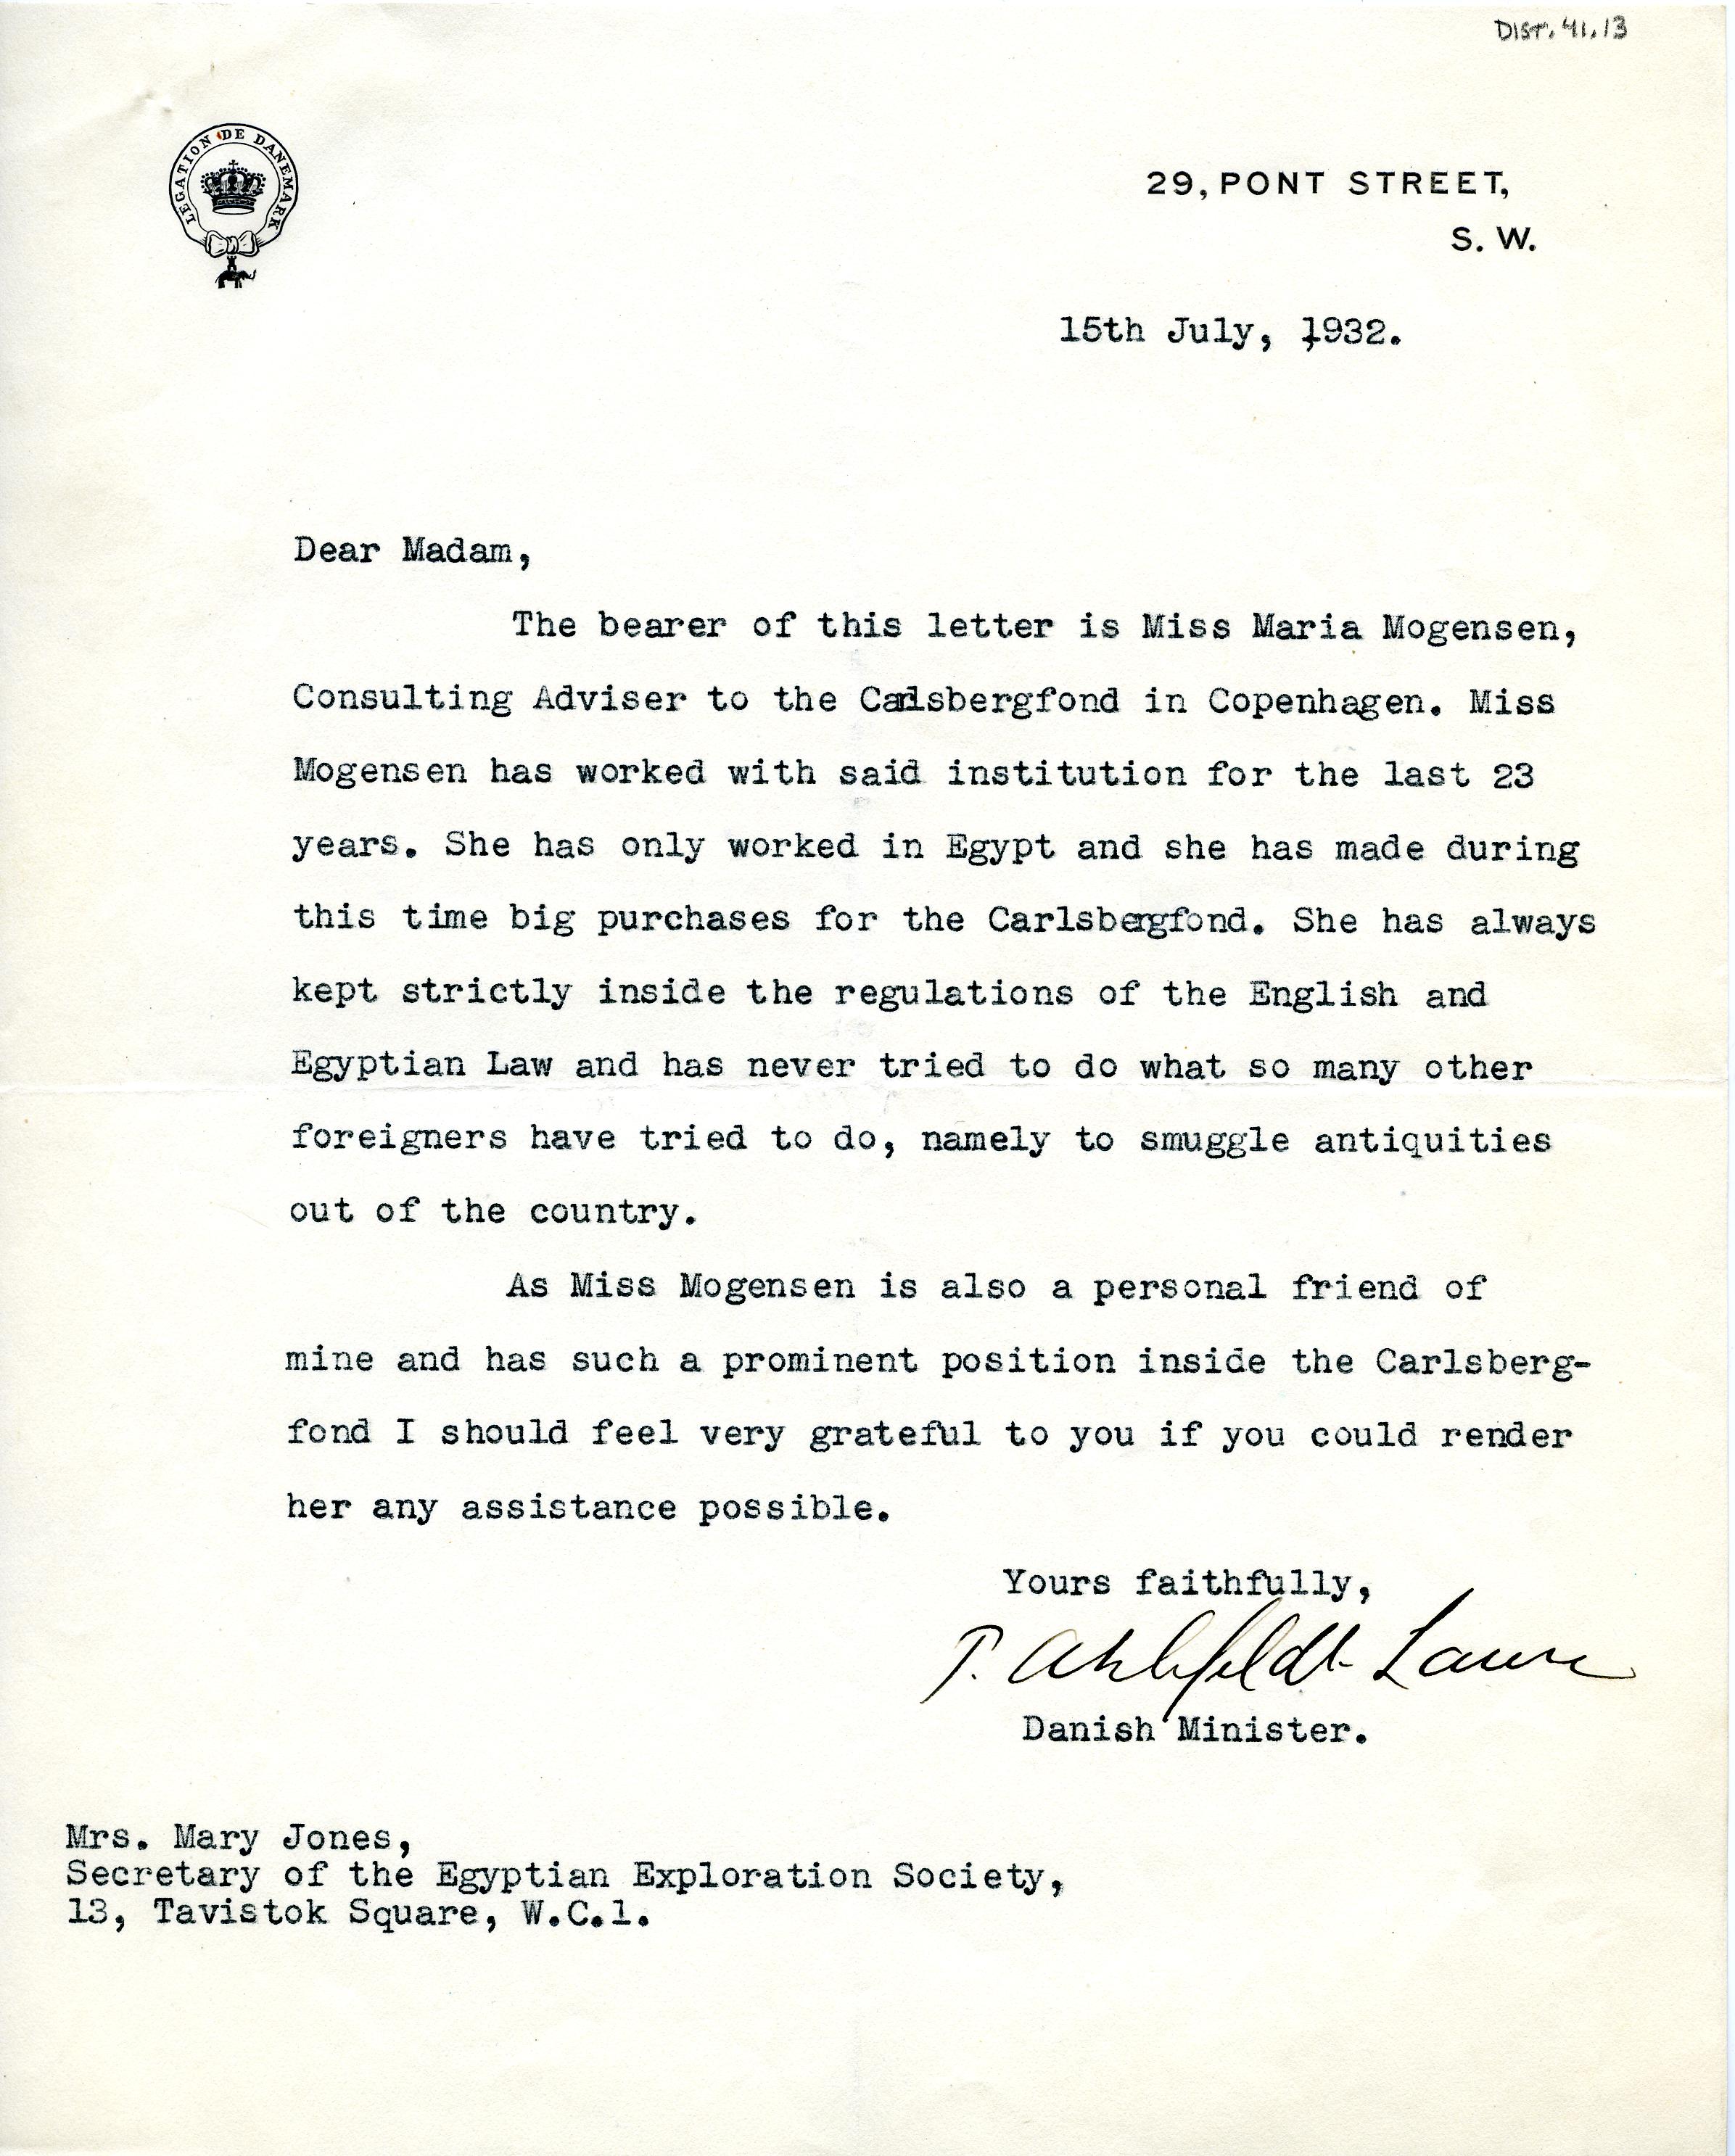 DIST. 41.13
LEGATION DE DANEMARK
29, PONT STREET,
S. W.
15th July, 1932.
Dear Madam,
The bearer of this letter is Miss Maria Mogensen,
Consulting Adviser to the Carlsbergfond in Copenhagen. Miss
Mogensen has worked with said institution for the last 23
years. She has only worked in Egypt and she has made during
this time big purchases for the Carlsbergfond. She has always
kept strictly inside the regulations of the English and
Egyptian Law and has never tried to do what so many other
foreigners have tried to do, namely to smuggle antiquities
out of the country.
As Miss Mogensen is also a personal friend of
mine and has such a prominent position inside the Carlsberg-
fond I should feel very grateful to you if you could render
her any assistance possible.
Yours faithfully,
P. Ahlefeldt Laurv
Danish Minister.
Mrs. Mary Jones,
Secretary of the Egyptian Exploration Society,
13, Tavistok Square, W.C.1.